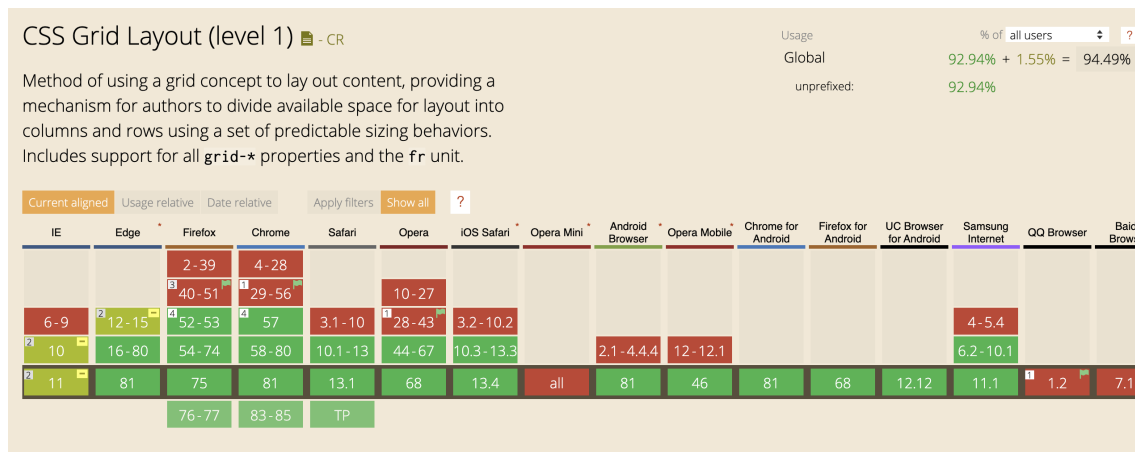 CSS Grid Layout (level 1) - CR
Usage % of all users ?
Global 92.94% + 1.55% = 94.49%
unprefixed: 92.94%
Method of using a grid concept to lay out content, providing a
mechanism for authors to divide available space for layout into
columns and rows using a set of predictable sizing behaviors.
Includes support for all grid-* properties and the fr unit.
Current aligned Usage relative Date relative Apply filters Show all ?
IE Edge * Firefox Chrome Safari Opera iOS Safari * Opera Mini * Android Browser * Opera Mobile * Chrome for Android Firefox for Android UC Browser for Android Samsung Internet QQ Browser
2-39 4-28
3 40-51 1 29-56 10-27
6-9 2 12-15 4 52-53 4 57 3.1-10 1 28-43 3.2-10.2 4-5.4
2 10 16-80 54-74 58-80 10.1-13 44-67 10.3-13.3 2.1-4.4.4 12-12.1 6.2-10.1
2 11 81 75 81 13.1 68 13.4 all 81 46 81 68 12.12 11.1 1 1.2 7.1
76-77 83-85 TP